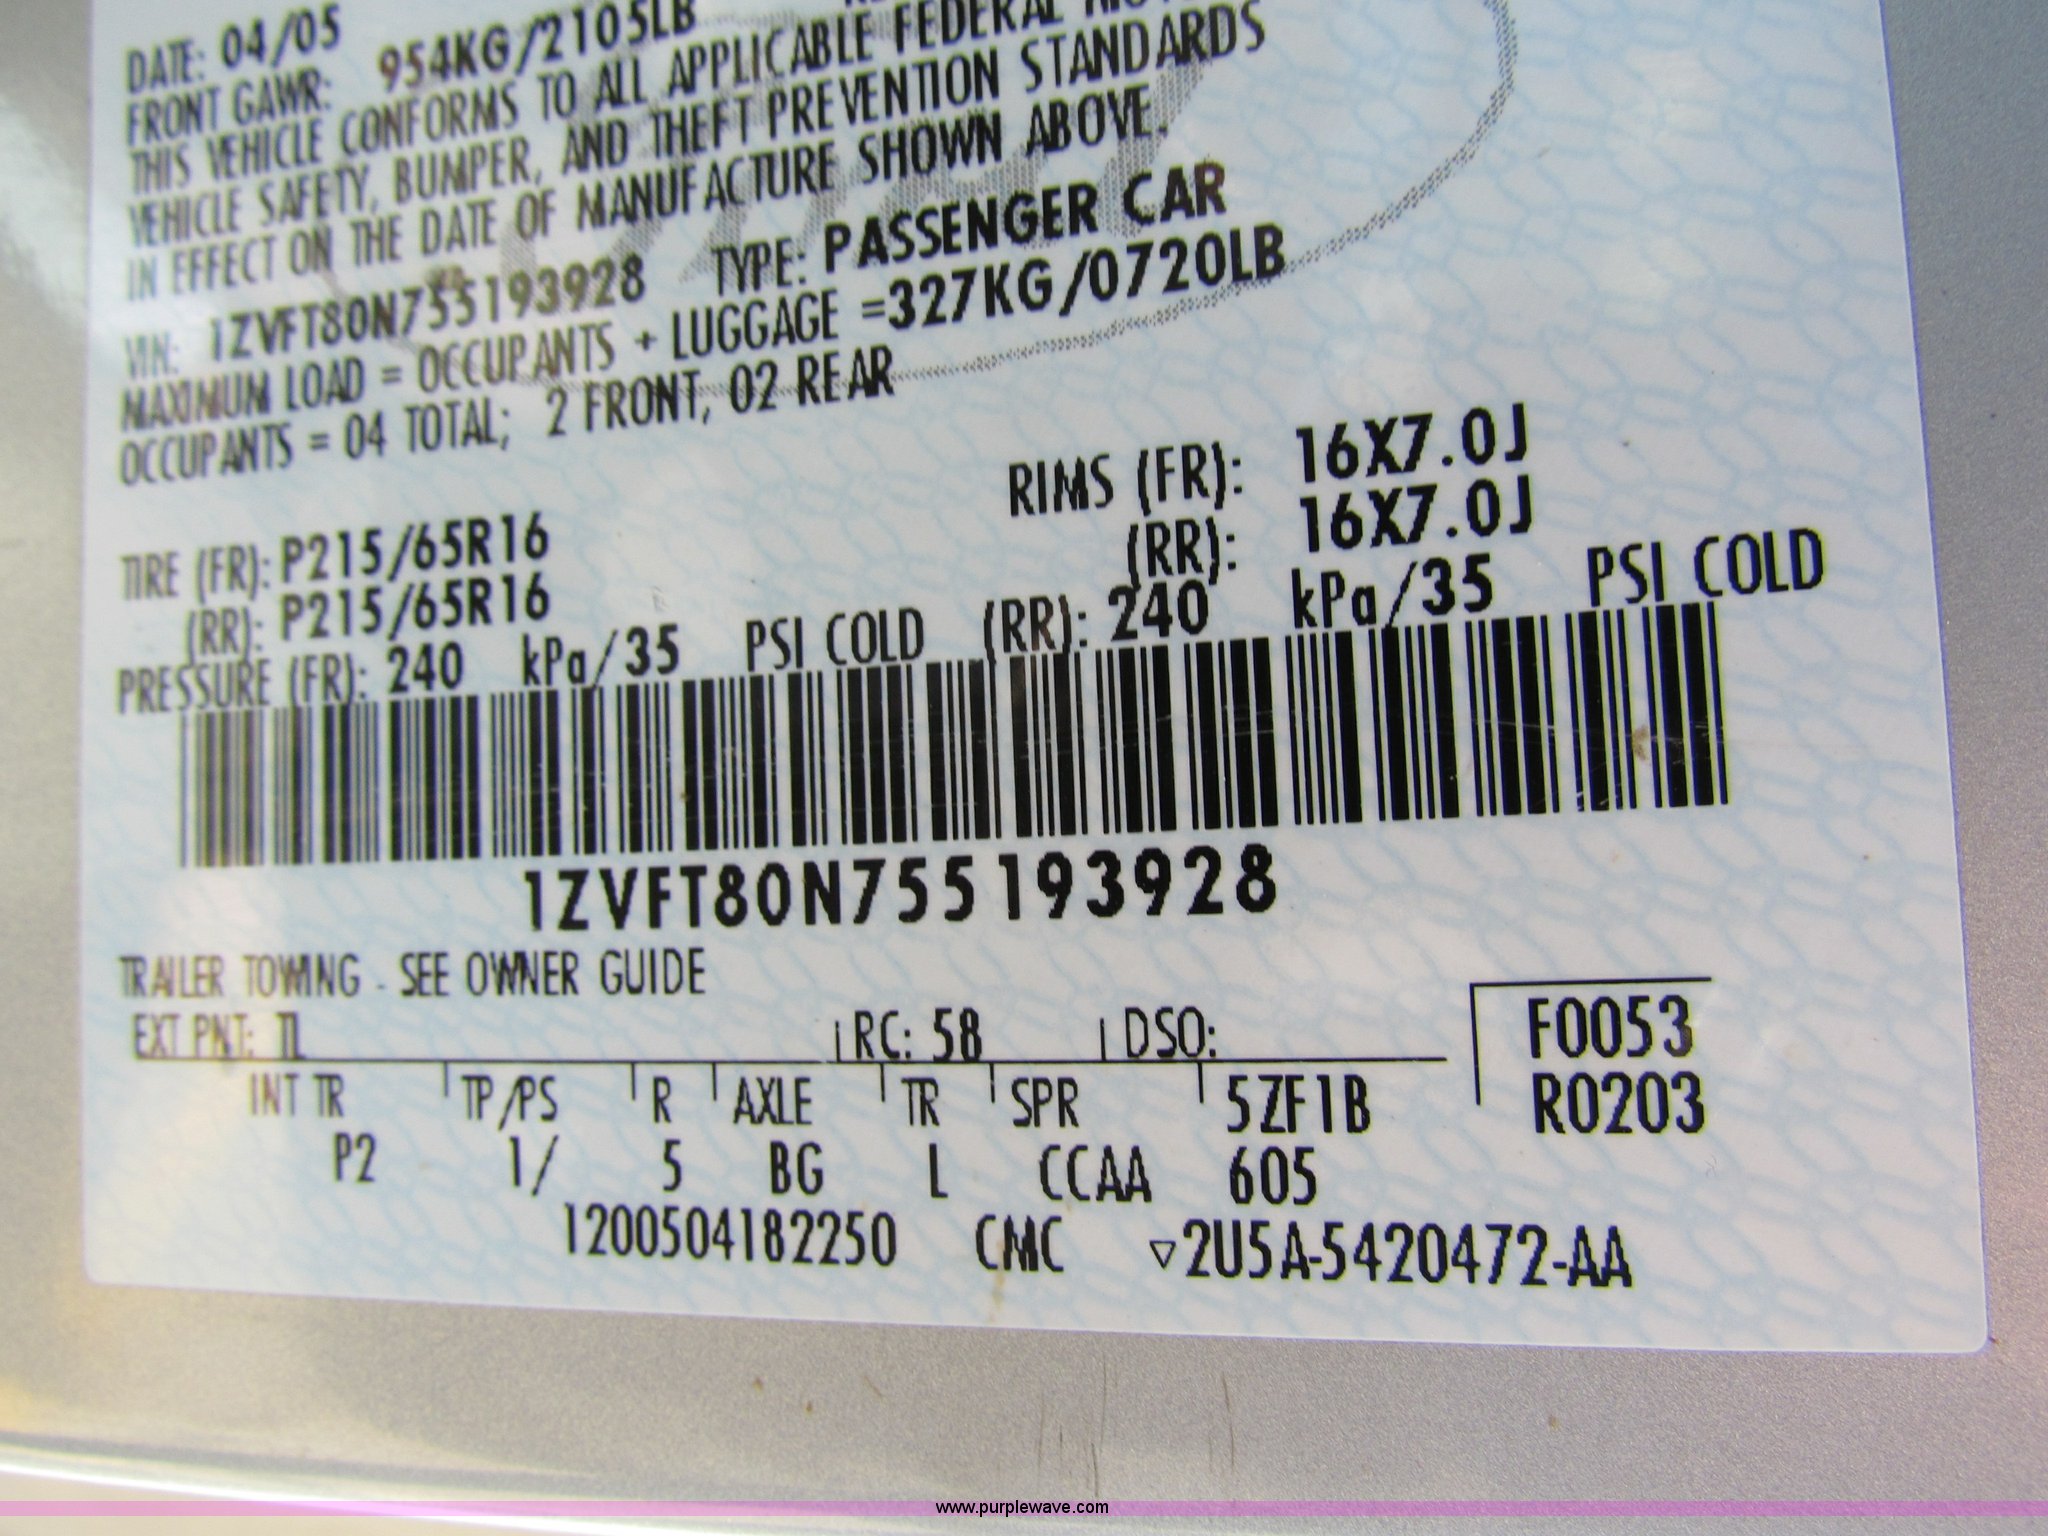 DATE: 04/05
FRONT GAWR: 954KG/2105LB
THIS VEHICLE CONFORMS TO ALL APPLICABLE FEDERAL
VEHICLE SAFETY, BUMPER, AND THEFT PREVENTION STANDARDS
IN EFFECT ON THE DATE OF MANUFACTURE SHOWN ABOVE.
VIN: 1ZVFT80N755193928 TYPE: PASSENGER CAR
MAXIMUM LOAD = OCCUPANTS + LUGGAGE =327KG/0720LB
OCCUPANTS = 04 TOTAL; 2 FRONT, 02 REAR
TIRE (FR): P215/65R16 RIMS (FR): 16X7.0J
(RR): P215/65R16 (RR): 16X7.0J
PRESSURE (FR): 240 kPa/35 PSI COLD (RR): 240 kPa/35 PSI COLD
1ZVFT80N755193928
TRAILER TOWING - SEE OWNER GUIDE
EXT PNT: TL RC: 58 DSO: F0053
INT TR TP/PS R AXLE TR SPR 5ZF1B R0203
P2 1/ 5 BG L CCAA 605
1200504182250 CMC ▽2U5A-5420472-AA
www.purplewave.com